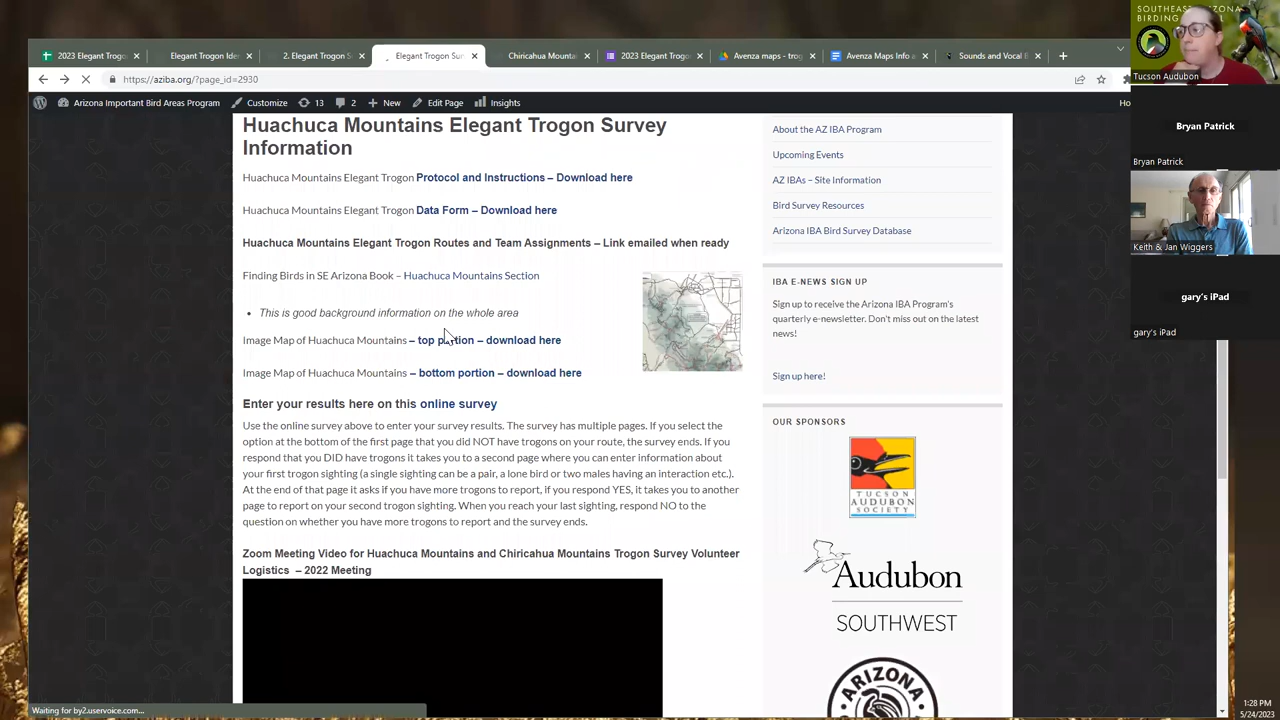 2023 Elegant Trogo
Elegant Trogon Ide
2. Elegant Trogon S
Elegant Trogon Sur
Chiricahua Mountai
2023 Elegant Trogo
Avenza maps - trog
Avenza Maps Info a
Sounds and Vocal B
https://aziba.org/?page_id=2930
Arizona Important Bird Areas Program
Customize
13
2
New
Edit Page
Insights
Ho
Huachuca Mountains Elegant Trogon Survey
Information
Huachuca Mountains Elegant Trogon Protocol and Instructions – Download here
Huachuca Mountains Elegant Trogon Data Form – Download here
Huachuca Mountains Elegant Trogon Routes and Team Assignments – Link emailed when ready
Finding Birds in SE Arizona Book – Huachuca Mountains Section
• This is good background information on the whole area
Image Map of Huachuca Mountains – top portion – download here
Image Map of Huachuca Mountains – bottom portion – download here
Enter your results here on this online survey
Use the online survey above to enter your survey results. The survey has multiple pages. If you select the
option at the bottom of the first page that you did NOT have trogons on your route, the survey ends. If you
respond that you DID have trogons it takes you to a second page where you can enter information about
your first trogon sighting (a single sighting can be a pair, a lone bird or two males having an interaction etc.).
At the end of that page it asks if you have more trogons to report, if you respond YES, it takes you to another
page to report on your second trogon sighting. When you reach your last sighting, respond NO to the
question on whether you have more trogons to report and the survey ends.
Zoom Meeting Video for Huachuca Mountains and Chiricahua Mountains Trogon Survey Volunteer
Logistics – 2022 Meeting
About the AZ IBA Program
Upcoming Events
AZ IBAs – Site Information
Bird Survey Resources
Arizona IBA Bird Survey Database
IBA E-NEWS SIGN UP
Sign up to receive the Arizona IBA Program's
quarterly e-newsletter. Don't miss out on the latest
news!
Sign up here!
OUR SPONSORS
TUCSON
AUDUBON
SOCIETY
Audubon
SOUTHWEST
ARIZONA
Waiting for by2.uservoice.com...
Tucson Audubon
Bryan Patrick
Bryan Patrick
Keith & Jan Wiggers
gary's iPad
gary's iPad
1:28 PM
5/24/2023